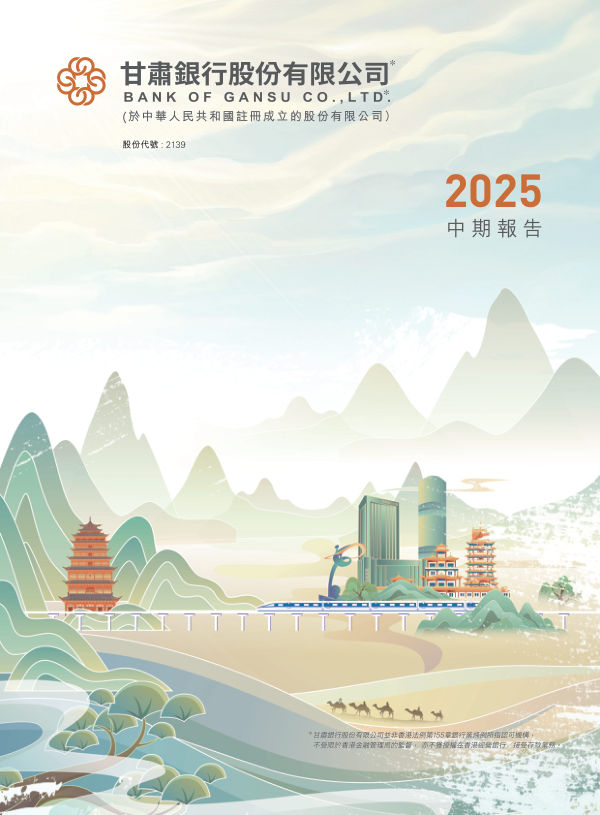 甘肅銀行股份有限公司*
BANK OF GANSU CO.,LTD.*
(於中華人民共和國註冊成立的股份有限公司)
股份代號 : 2139
2025
中期報告
* 甘肅銀行股份有限公司並非香港法例第155章銀行業條例所指認可機構,
不受限於香港金融管理局的監督, 亦不獲授權在香港經營銀行╱接受存款業務。